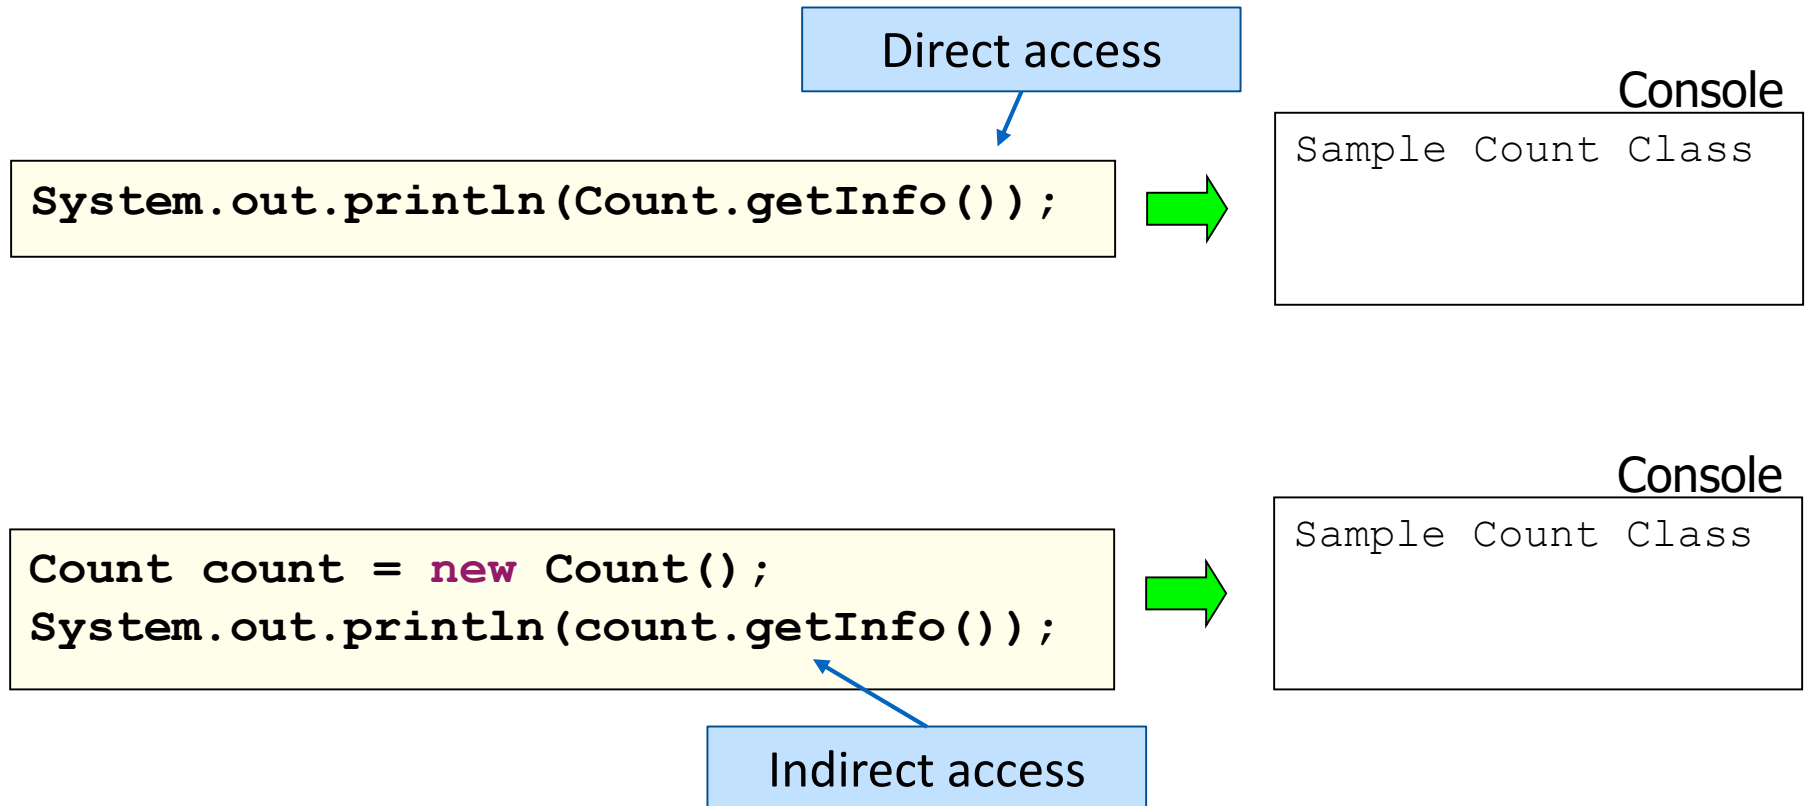 Direct access
Console
Sample Count Class
System.out.println(Count.getInfo());
Console
Sample Count Class
Count count = new Count();
System.out.println(count.getInfo());
Indirect access